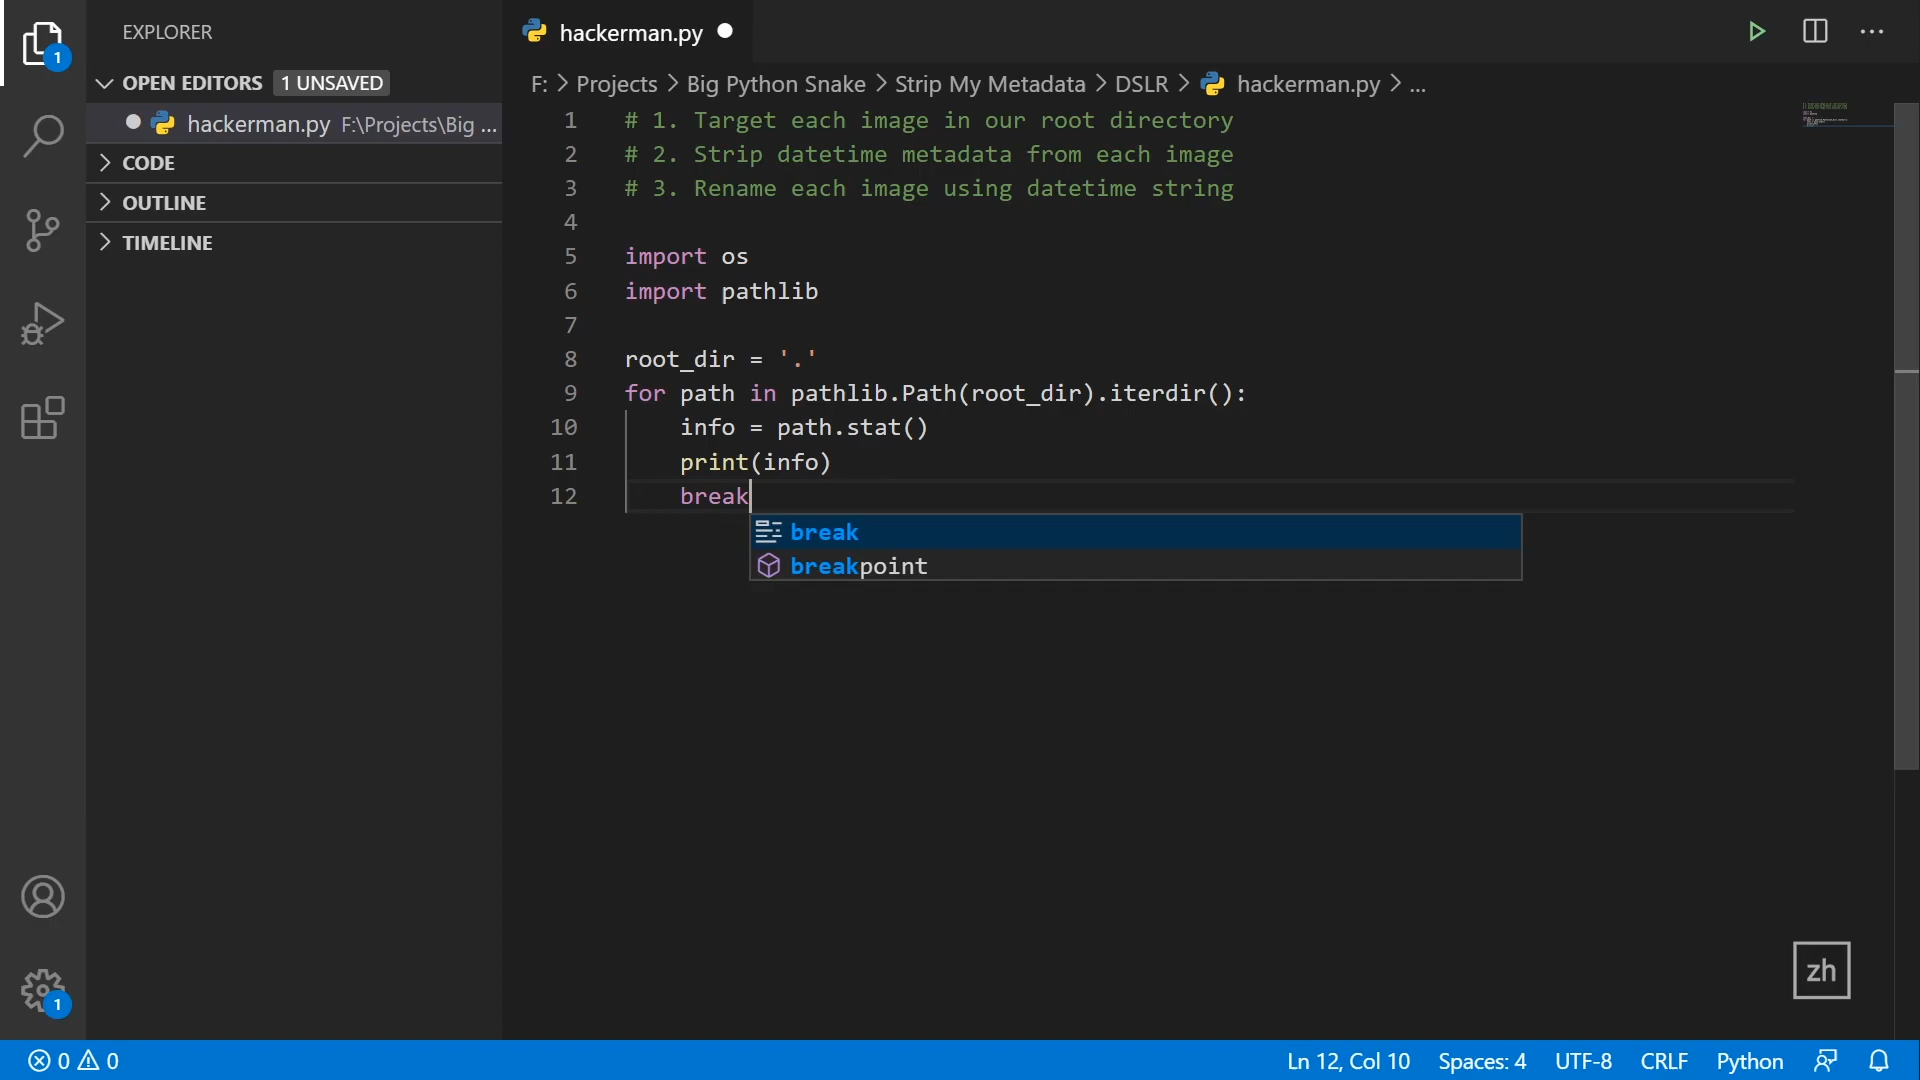 EXPLORER
OPEN EDITORS 1 UNSAVED
hackerman.py F:\Projects\Big ...
CODE
OUTLINE
TIMELINE
1
1
hackerman.py
F: > Projects > Big Python Snake > Strip My Metadata > DSLR > hackerman.py > ...
1 # 1. Target each image in our root directory
2 # 2. Strip datetime metadata from each image
3 # 3. Rename each image using datetime string
4
5 import os
6 import pathlib
7
8 root_dir = '.'
9 for path in pathlib.Path(root_dir).iterdir():
10     info = path.stat()
11     print(info)
12     break
break
breakpoint
zh
0 0 Ln 12, Col 10 Spaces: 4 UTF-8 CRLF Python